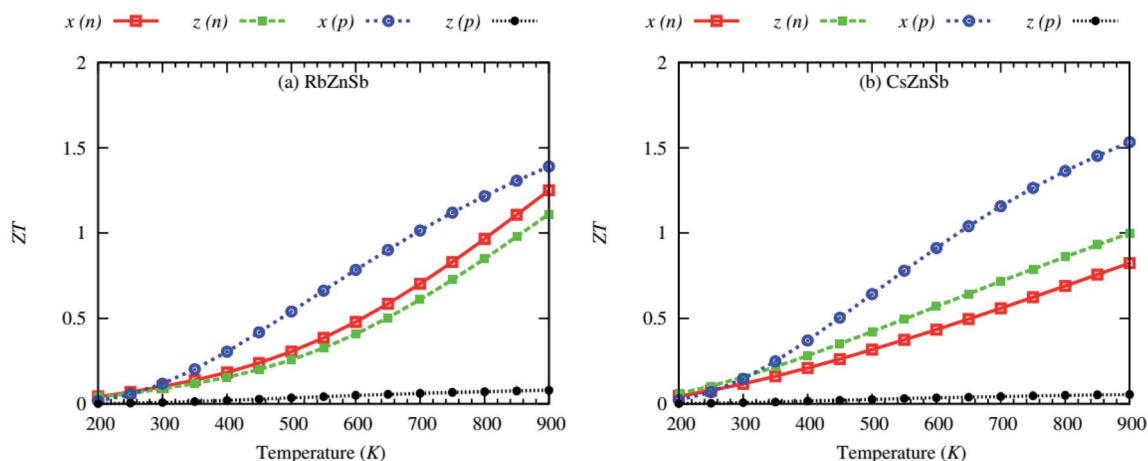 x (n) z (n) x (p) z (p)
(a) RbZnSb
2
1.5
1
0.5
0
ZT
200 300 400 500 600 700 800 900
Temperature (K)
x (n) z (n) x (p) z (p)
(b) CsZnSb
2
1.5
1
0.5
0
ZT
200 300 400 500 600 700 800 900
Temperature (K)